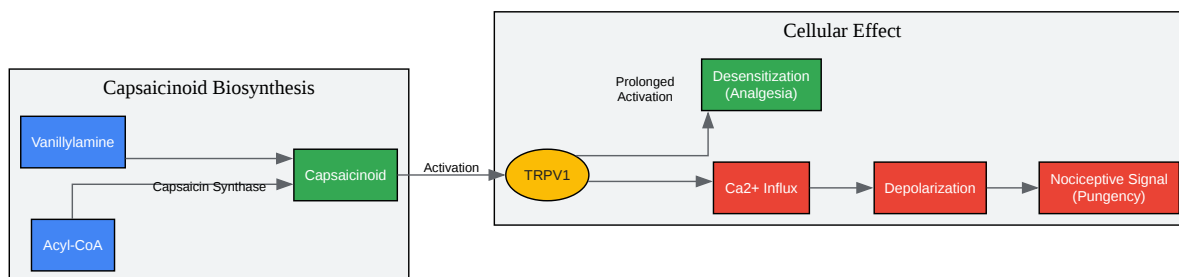 Capsaicinoid Biosynthesis
Vanillylamine
Acyl-CoA
Capsaicin Synthase
Capsaicinoid
Activation
Cellular Effect
TRPV1
Prolonged
Activation
Desensitization
(Analgesia)
Ca2+ Influx
Depolarization
Nociceptive Signal
(Pungency)